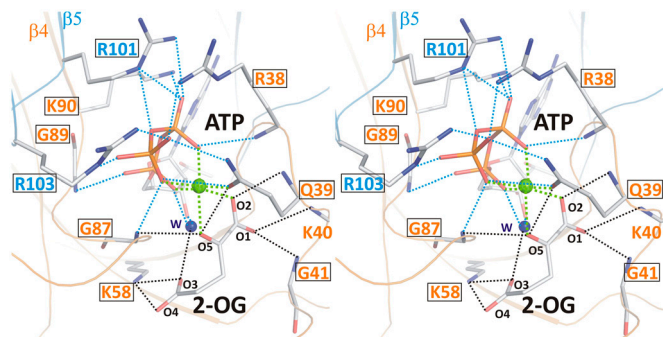 β4
β5
R101
R38
K90
ATP
G89
R103
Q39
O2
G87
W
O5
O1
K40
G41
K58
O3
O4
2-OG
β4
β5
R101
R38
K90
ATP
G89
R103
Q39
O2
G87
W
O5
O1
K40
G41
K58
O3
O4
2-OG